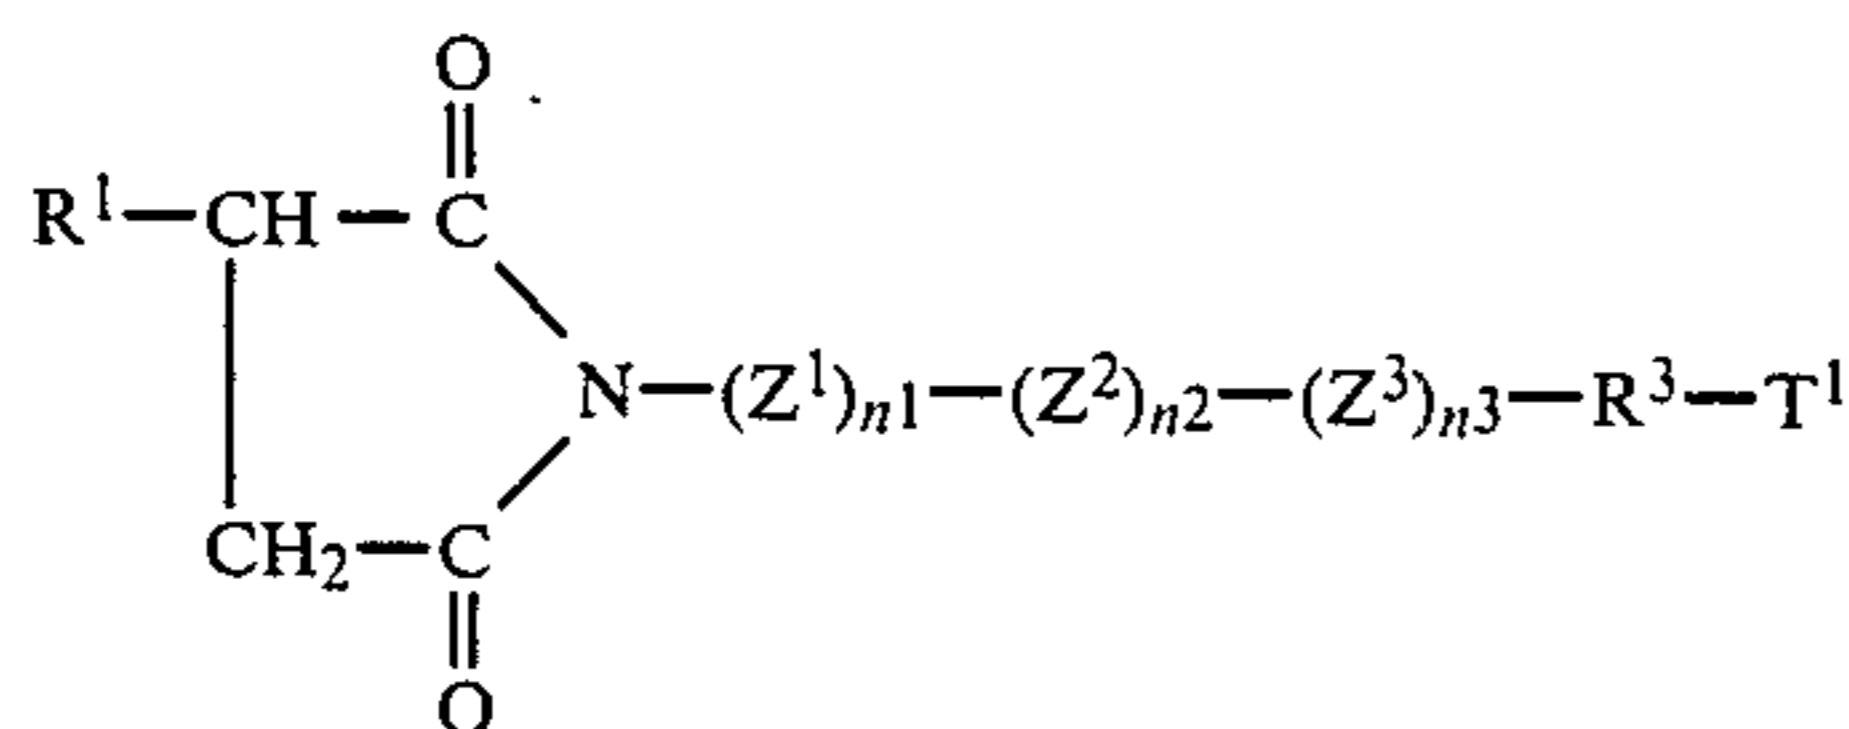 O
R¹—CH—C
N—(Z¹)n1—(Z²)n2—(Z³)n3—R³—T¹
CH₂—C
O